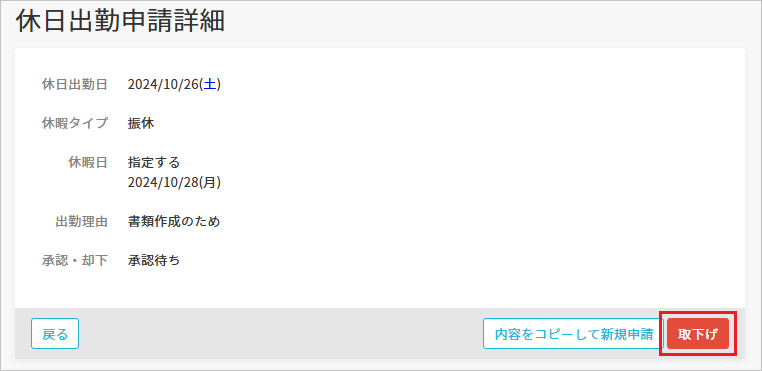 休日出勤申請詳細
休日出勤日 2024/10/26(土)
休暇タイプ 振休
休暇日 指定する
2024/10/28(月)
出勤理由 書類作成のため
承認・却下 承認待ち
戻る 内容をコピーして新規申請 取下げ